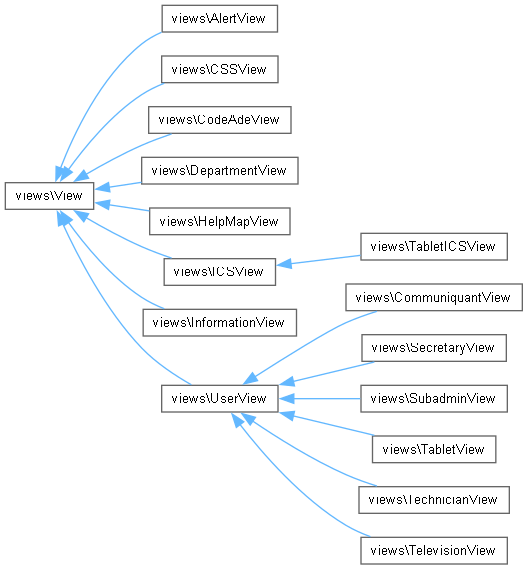 views\AlertView
views\CSSView
views\CodeAdeView
views\DepartmentView
views\View
views\HelpMapView
views\TabletICSView
views\ICSView
views\CommuniquantView
views\InformationView
views\SecretaryView
views\UserView
views\SubadminView
views\TabletView
views\TechnicianView
views\TelevisionView